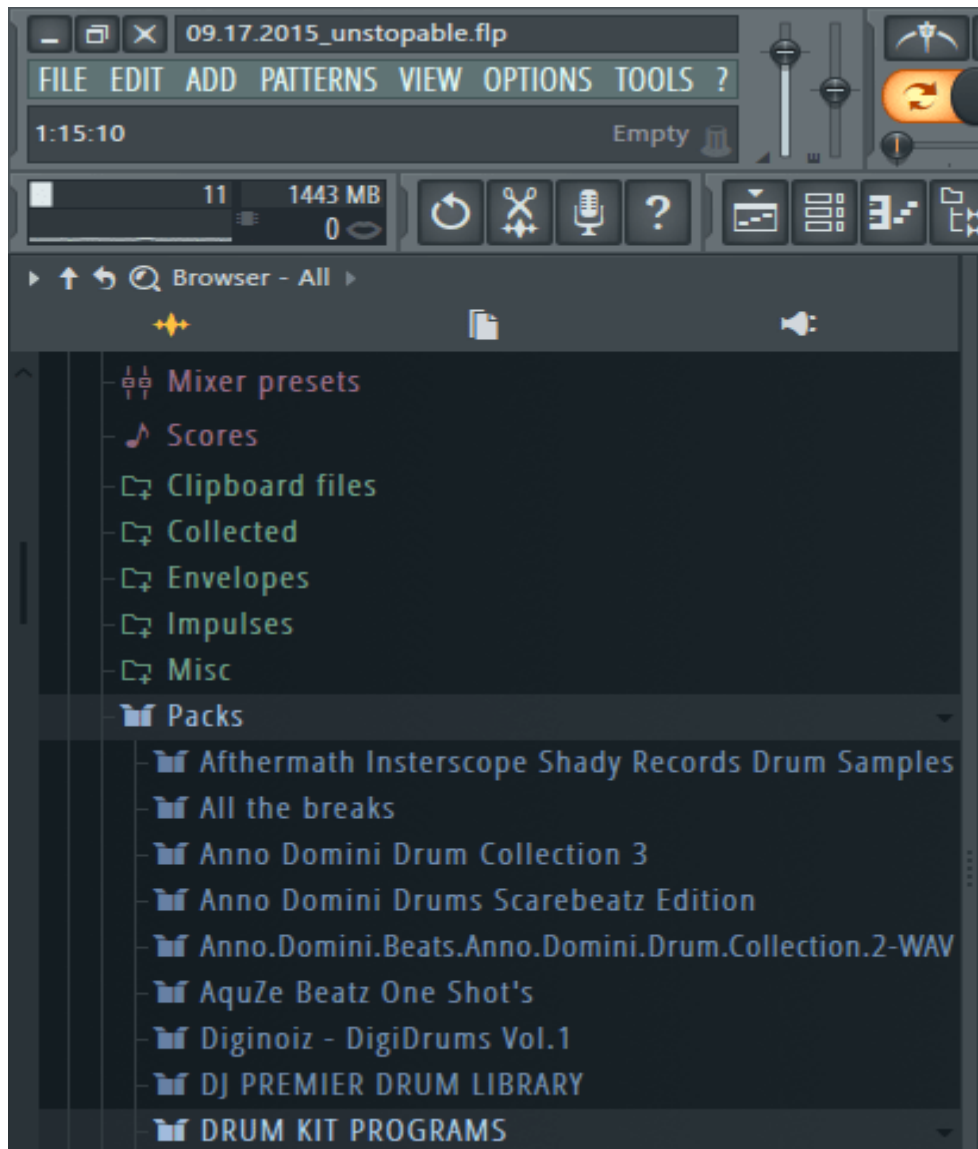 09.17.2015_unstopable.flp
FILE EDIT ADD PATTERNS VIEW OPTIONS TOOLS ?
1:15:10 Empty
11 1443 MB
0
?
Browser - All
Mixer presets
Scores
Clipboard files
Collected
Envelopes
Impulses
Misc
Packs
Afthermath Insterscope Shady Records Drum Samples
All the breaks
Anno Domini Drum Collection 3
Anno Domini Drums Scarebeatz Edition
Anno.Domini.Beats.Anno.Domini.Drum.Collection.2-WAV
AquZe Beatz One Shot's
Diginoiz - DigiDrums Vol.1
DJ PREMIER DRUM LIBRARY
DRUM KIT PROGRAMS